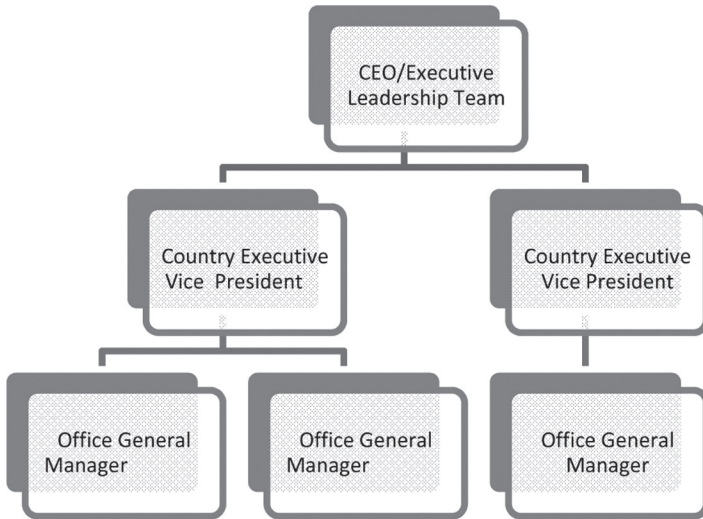 CEO/Executive
Leadership Team
Country Executive
Vice President
Country Executive
Vice President
Office General
Manager
Office General
Manager
Office General
Manager